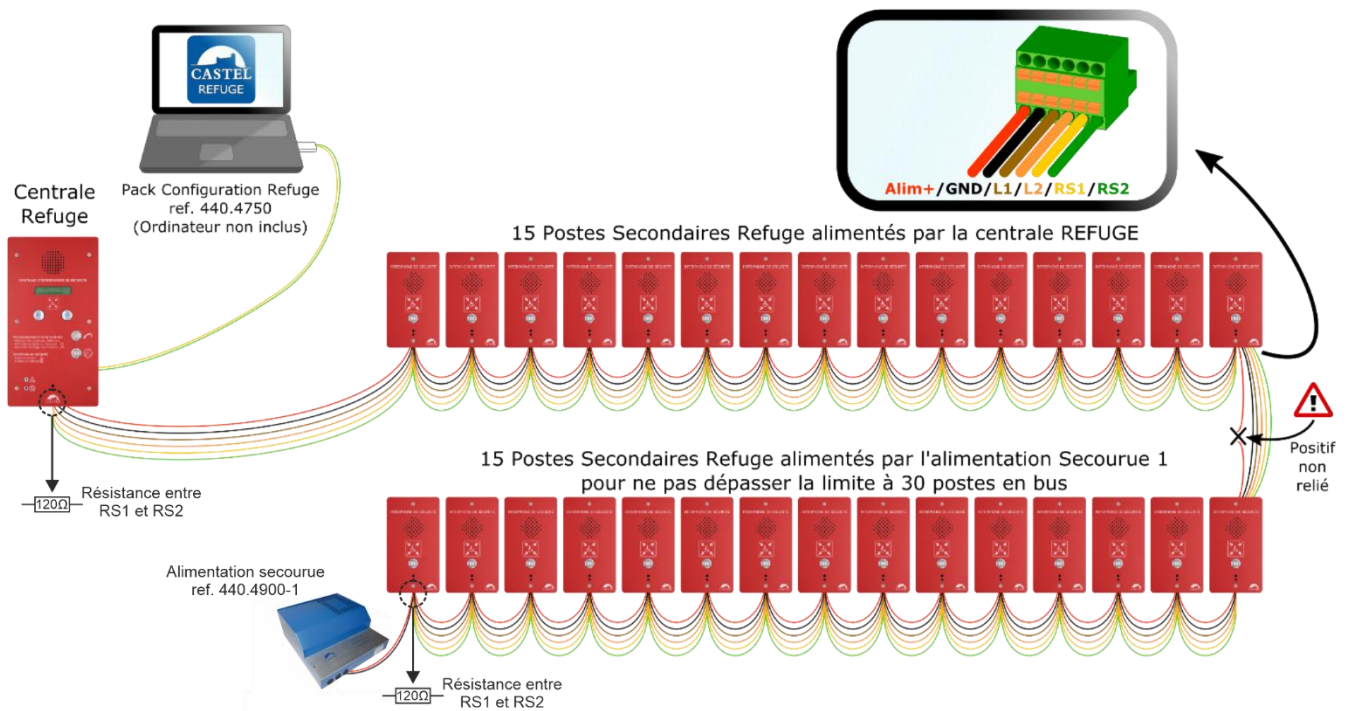 CASTEL
REFUGE
Centrale
Refuge
Pack Configuration Refuge
ref. 440.4750
(Ordinateur non inclus)
Alim+/GND/L1/L2/RS1/RS2
15 Postes Secondaires Refuge alimentés par la centrale REFUGE
Positif
non
relié
15 Postes Secondaires Refuge alimentés par l'alimentation Secourue 1
pour ne pas dépasser la limite à 30 postes en bus
120Ω
Résistance entre
RS1 et RS2
Alimentation secourue
ref. 440.4900-1
120Ω
Résistance entre
RS1 et RS2